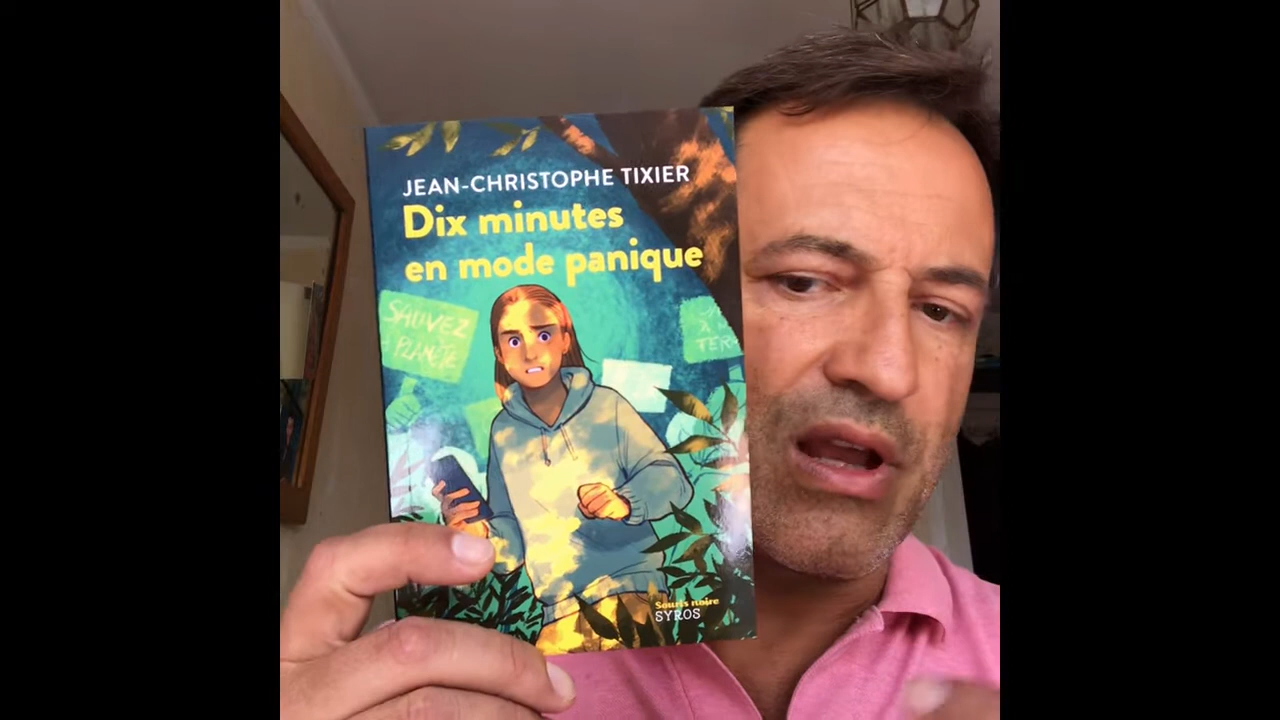 JEAN-CHRISTOPHE TIXIER
Dix minutes
en mode panique
SAUVEZ
PLANÈTE
Souris noire
SYROS